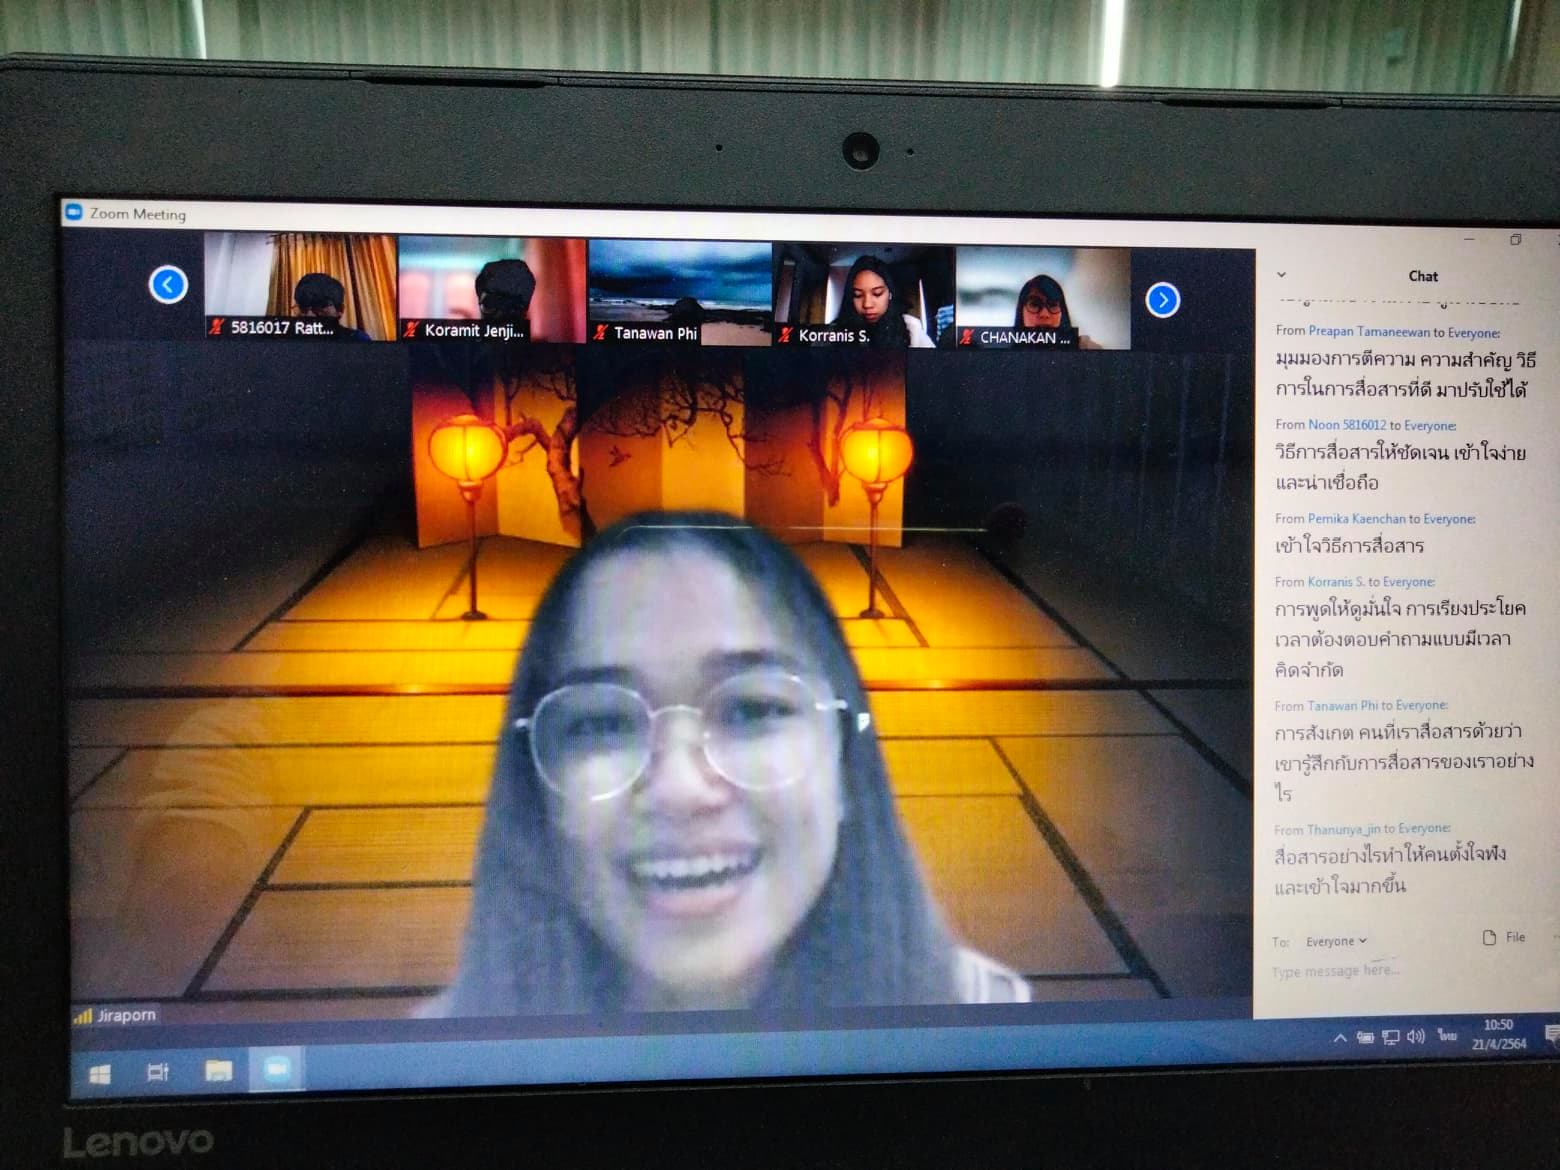 Zoom Meeting
5816017 Ratt...
Koramit Jenji...
Tanawan Phi
Korranis S.
CHANAKAN ...
Chat
From Preapan Tamaneewan to Everyone:
มุมมองการตีความ ความสำคัญ วิธี
การในการสื่อสารที่ดี มาปรับใช้ได้
From Noon 5816012 to Everyone:
วิธีการสื่อสารให้ชัดเจน เข้าใจง่าย
และน่าเชื่อถือ
From Pemika Kaenchan to Everyone:
เข้าใจวิธีการสื่อสาร
From Korranis S. to Everyone:
การพูดให้ดูมั่นใจ การเรียงประโยค
เวลาต้องตอบคำถามแบบมีเวลา
คิดจำกัด
From Tanawan Phi to Everyone:
การสังเกต คนที่เราสื่อสารด้วยว่า
เขารู้สึกกับการสื่อสารของเราอย่าง
ไร
From Thanunya_jin to Everyone:
สื่อสารอย่างไรทำให้คนตั้งใจฟัง
และเข้าใจมากขึ้น
To: Everyone
File
Type message here...
Jiraporn
ไทย
10:50
21/4/2564
Lenovo